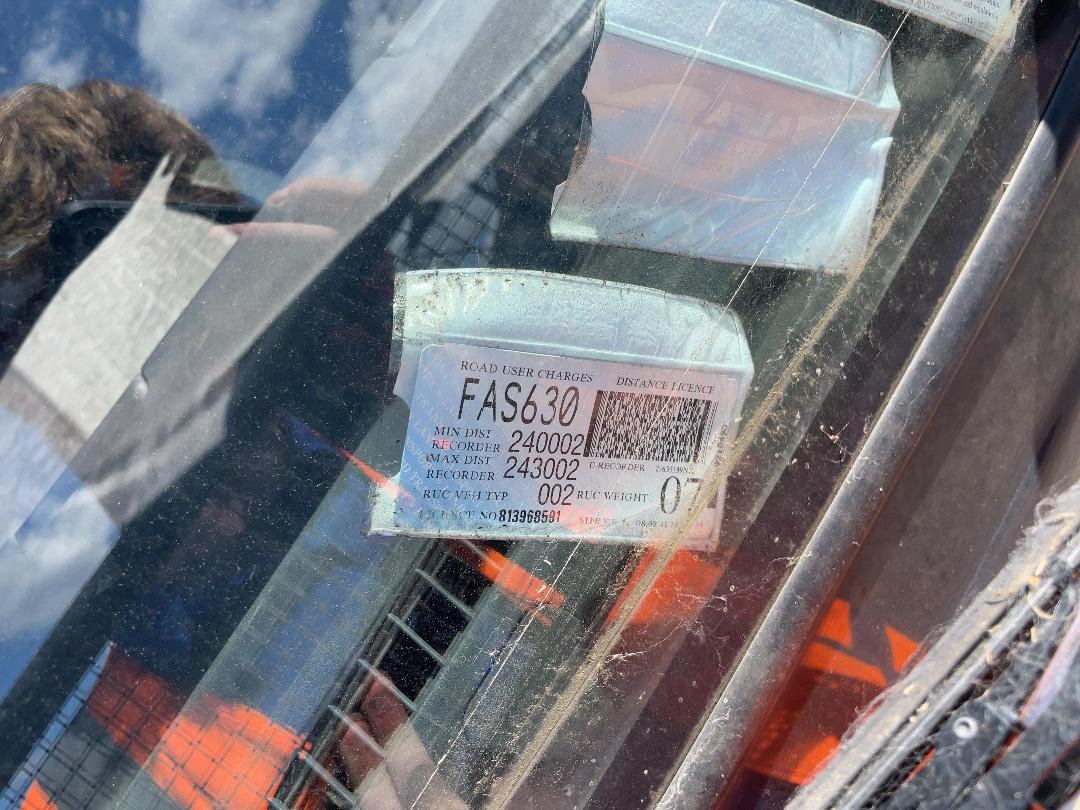 ROAD USER CHARGES DISTANCE LICENCE
FAS630
MIN DIST
RECORDER 240002
MAX DIST
RECORDER 243002
E-RECORDER
RUC VEH TYP 002 RUC WEIGHT 07
LICENCE NO 813968591